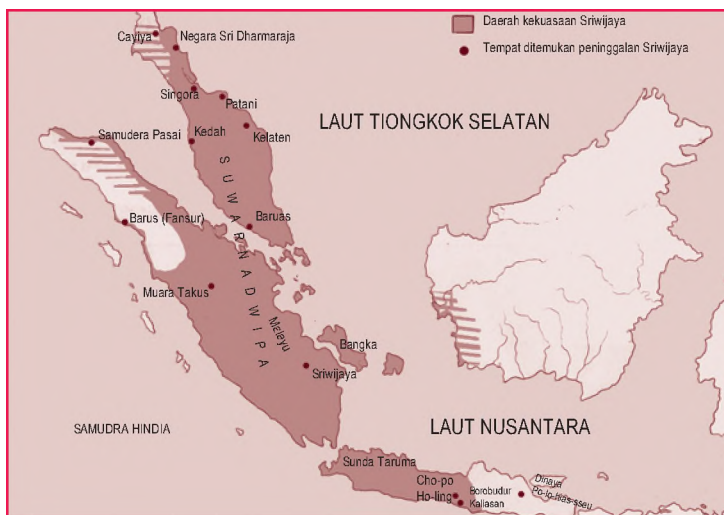 Daerah kekuasaan Sriwijaya
Tempat ditemukan peninggalan Sriwijaya
Cayiya
Negara Sri Dharmaraja
Singora
Patani
LAUT TIONGKOK SELATAN
Samudera Pasai
Kedah
Kelaten
SUWARNADWIPA
Barus (Fansur)
Baruas
Muara Takus
Melayu
Bangka
Sriwijaya
SAMUDRA HINDIA
LAUT NUSANTARA
Sunda Taruma
Cho-po
Ho-ling
Borobudur
Kaliasan
Dinaya
Po-lo-hias-sseu